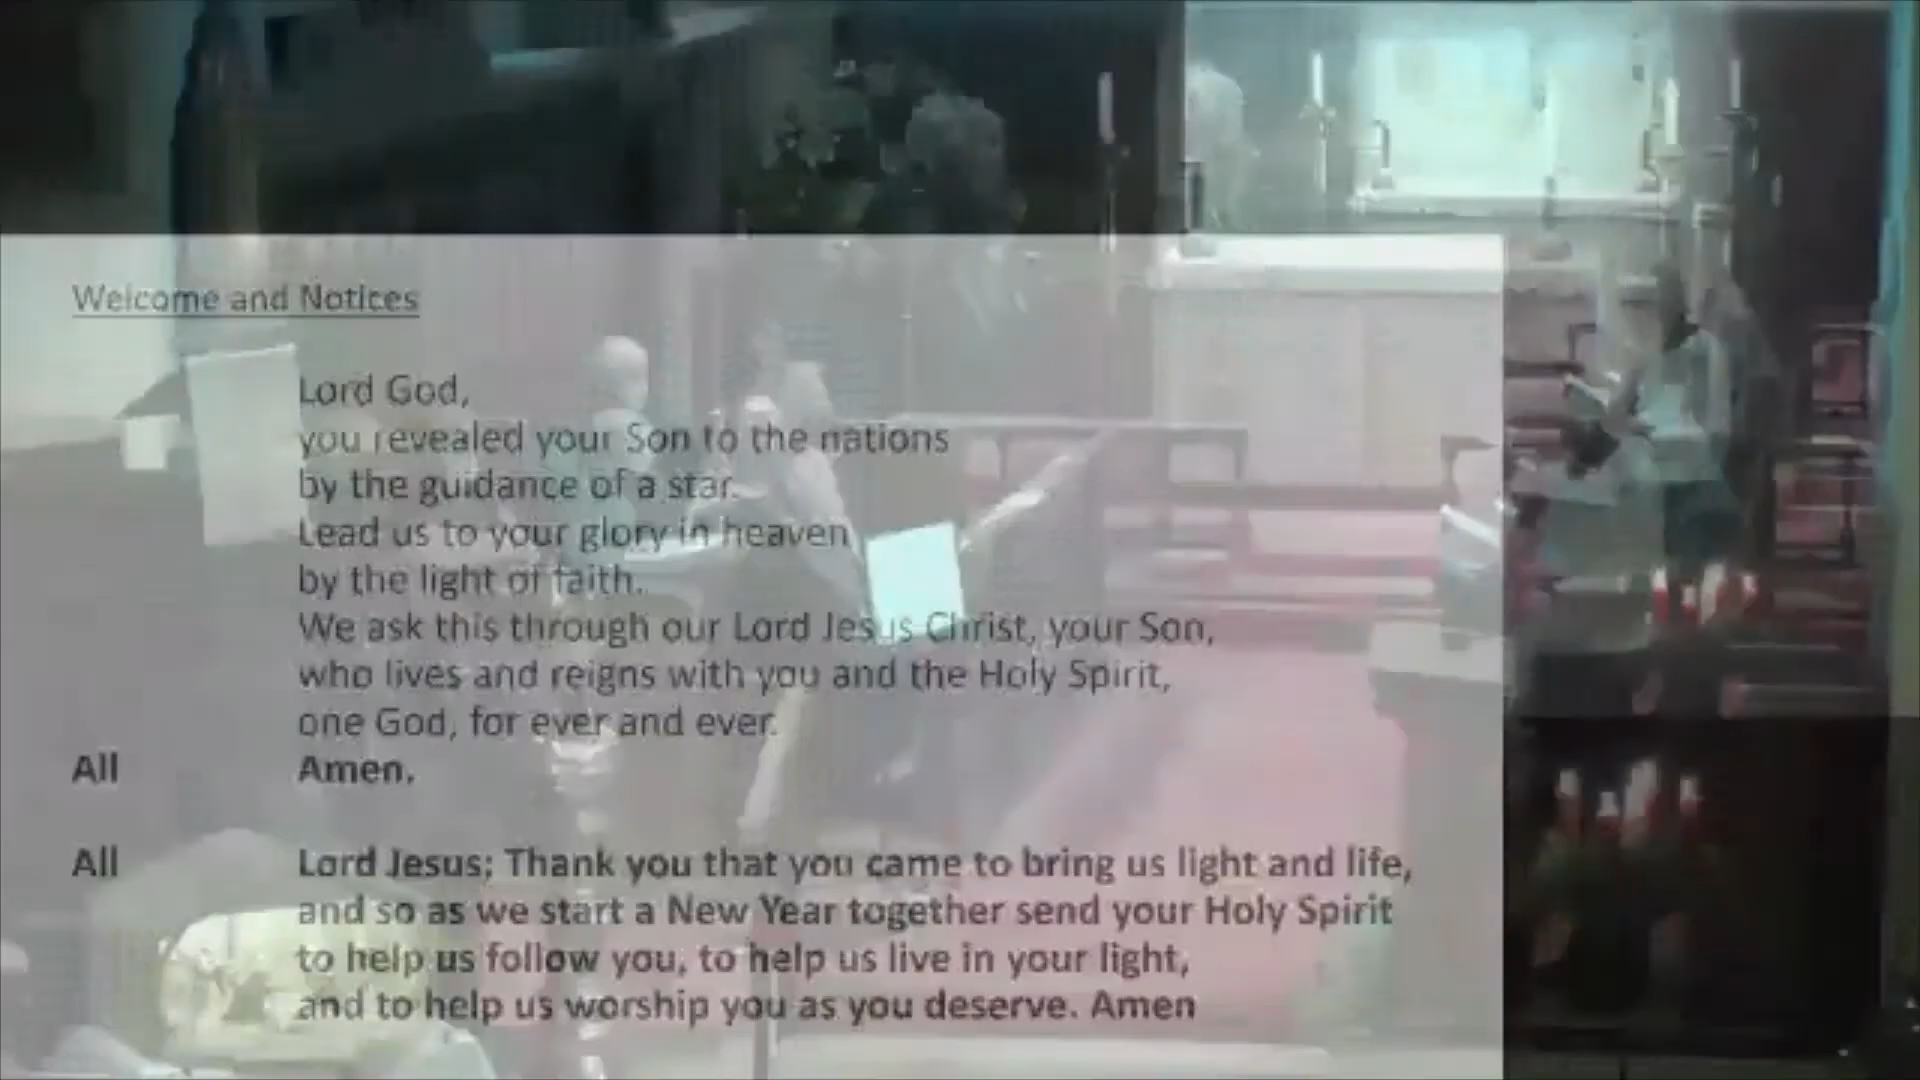 Welcome and Notices
Lord God,
you revealed your Son to the nations
by the guidance of a star.
Lead us to your glory in heaven
by the light of faith.
We ask this through our Lord Jesus Christ, your Son,
who lives and reigns with you and the Holy Spirit,
one God, for ever and ever.
All Amen.
All Lord Jesus; Thank you that you came to bring us light and life,
and so as we start a New Year together send your Holy Spirit
to help us follow you, to help us live in your light,
and to help us worship you as you deserve. Amen